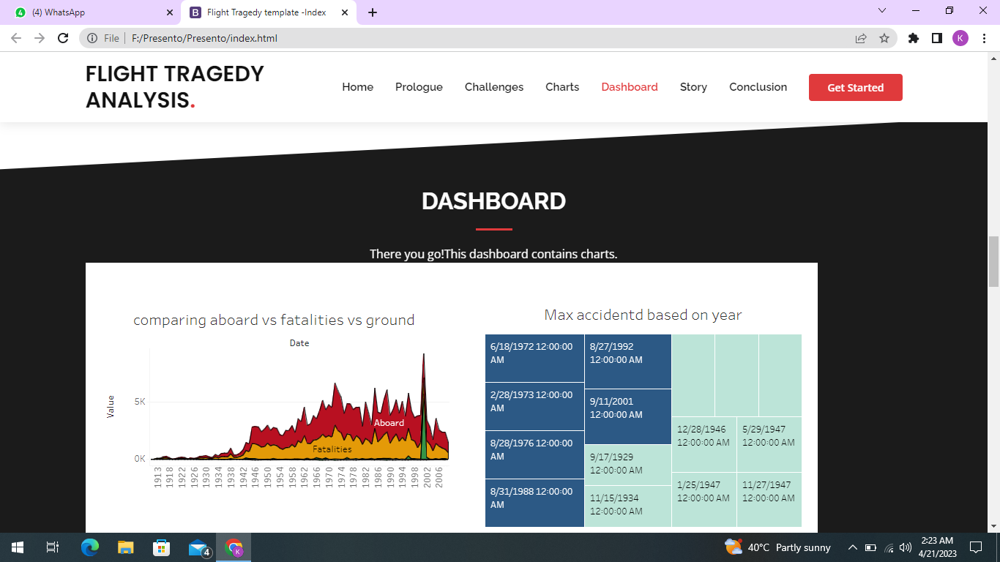 (4) WhatsApp
Flight Tragedy template -Index
File
F:/Presento/Presento/index.html
K
FLIGHT TRAGEDY
ANALYSIS.
Home
Prologue
Challenges
Charts
Dashboard
Story
Conclusion
Get Started
DASHBOARD
There you go!This dashboard contains charts.
comparing aboard vs fatalities vs ground
Date
Value
5K
0K
Aboard
Fatalities
1913
1918
1922
1926
1930
1934
1938
1942
1946
1950
1954
1958
1962
1966
1970
1974
1978
1982
1986
1990
1994
1998
2002
2006
Max accidentd based on year
6/18/1972 12:00:00
AM
2/28/1973 12:00:00
AM
8/28/1976 12:00:00
AM
8/31/1988 12:00:00
AM
8/27/1992
12:00:00 AM
9/11/2001
12:00:00 AM
9/17/1929
12:00:00 AM
11/15/1934
12:00:00 AM
12/28/1946
12:00:00 AM
5/29/1947
12:00:00 AM
1/25/1947
12:00:00 AM
11/27/1947
12:00:00 AM
4
K
40°C Partly sunny
2:23 AM
4/21/2023